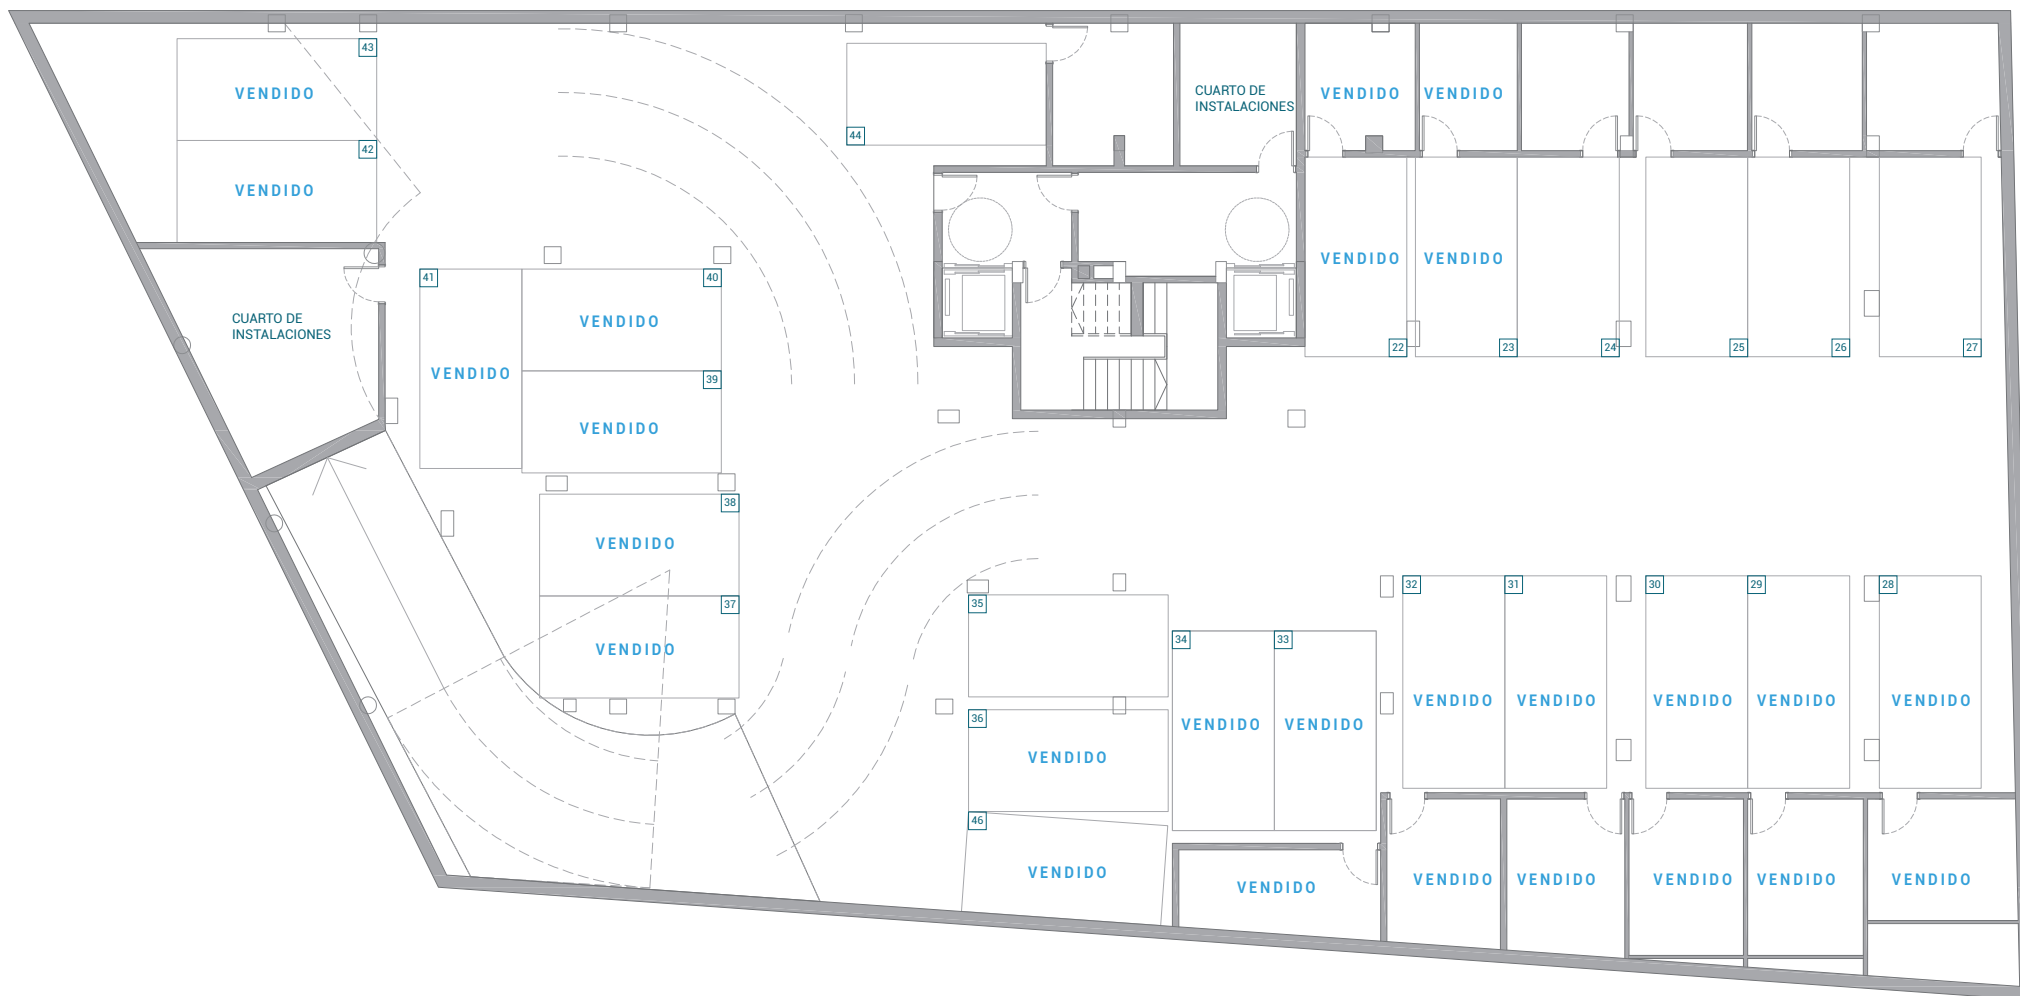 43
VENDIDO
42
VENDIDO
44
CUARTO DE
INSTALACIONES
VENDIDO
VENDIDO
CUARTO DE
INSTALACIONES
41
VENDIDO
40
VENDIDO
39
VENDIDO
VENDIDO
22
VENDIDO
23
24
25
26
27
38
VENDIDO
37
VENDIDO
35
36
VENDIDO
46
VENDIDO
34
VENDIDO
33
VENDIDO
32
VENDIDO
31
VENDIDO
30
VENDIDO
29
VENDIDO
28
VENDIDO
VENDIDO
VENDIDO
VENDIDO
VENDIDO
VENDIDO
VENDIDO